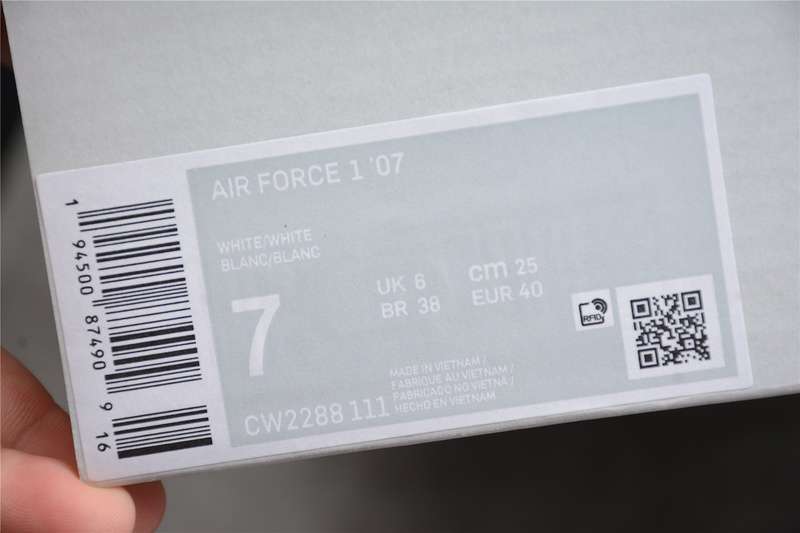 AIR FORCE 1 '07
WHITE/WHITE
BLANC/BLANC
7
UK 6
BR 38
cm 25
EUR 40
RFID
MADE IN VIETNAM /
FABRIQUE AU VIETNAM /
FABRICADO NO VIETNÃ /
HECHO EN VIETNAM
CW2288 111
1 94500 87490 9 16